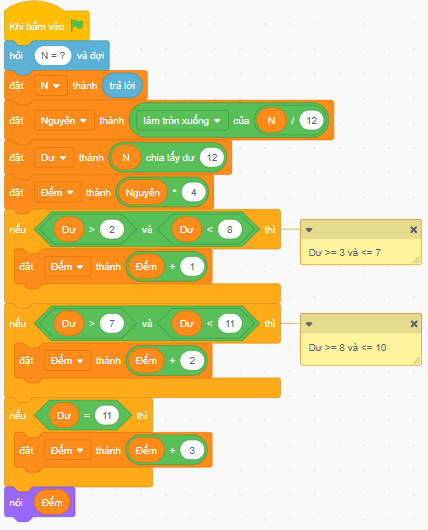 Khi bấm vào
hỏi N = ? và đợi
đặt N thành trả lời
đặt Nguyên thành làm tròn xuống của N / 12
đặt Dư thành N chia lấy dư 12
đặt Đếm thành Nguyên * 4
nếu Dư > 2 và Dư < 8 thì
Dư >= 3 và <= 7
đặt Đếm thành Đếm + 1
nếu Dư > 7 và Dư < 11 thì
Dư >= 8 và <= 10
đặt Đếm thành Đếm + 2
nếu Dư = 11 thì
đặt Đếm thành Đếm + 3
nói Đếm